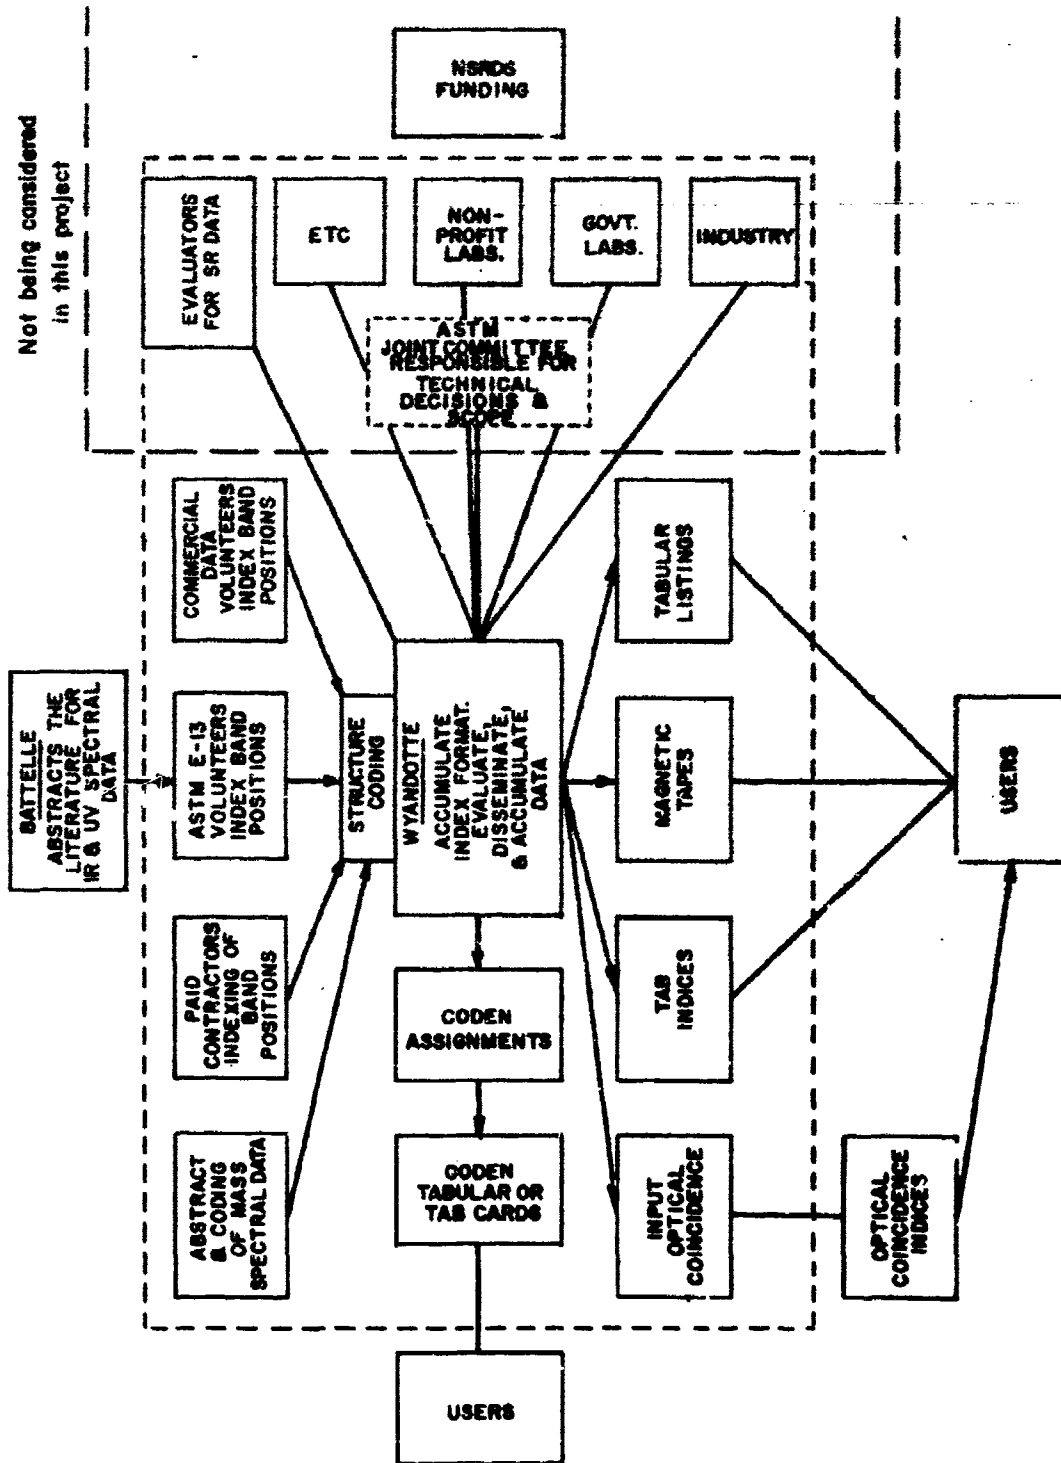 Not being considered
in this project
NSRDS
FUNDING
EVALUATORS
FOR SR DATA
ETC
NON-
PROFIT
LABS.
GOVT.
LABS.
INDUSTRY
ASTM
JOINT COMMITTEE
RESPONSIBLE FOR
TECHNICAL
DECISIONS &
SCOPE
BATTELLE
ABSTRACTS THE
LITERATURE FOR
IR & UV SPECTRAL
DATA
COMMERCIAL
DATA
VOLUNTEERS
INDEX BAND
POSITIONS
ASTM E-13
VOLUNTEERS
INDEX BAND
POSITIONS
PAID
CONTRACTORS
INDEXING OF
BAND
POSITIONS
ABSTRACT
& CODING
OF MASS
SPECTRAL DATA
STRUCTURE
CODING
WYANDOTTE
ACCUMULATE
INDEX FORMAT.
EVALUATE,
DISSEMINATE,
& ACCUMULATE
DATA
CODEN
ASSIGNMENTS
CODEN
TABULAR OR
TAB CARDS
USERS
TABULAR
LISTINGS
MAGNETIC
TAPES
TAB
INDICES
INPUT
OPTICAL
COINCIDENCE
OPTICAL
COINCIDENCE
INDICES
USERS